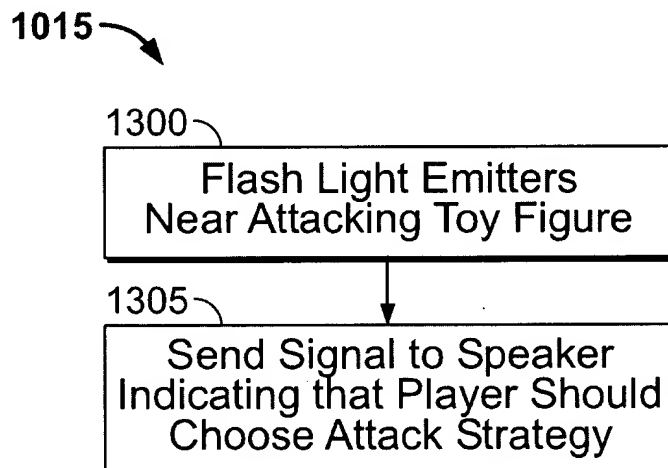 1015
1300
Flash Light Emitters
Near Attacking Toy Figure
1305
Send Signal to Speaker
Indicating that Player Should
Choose Attack Strategy